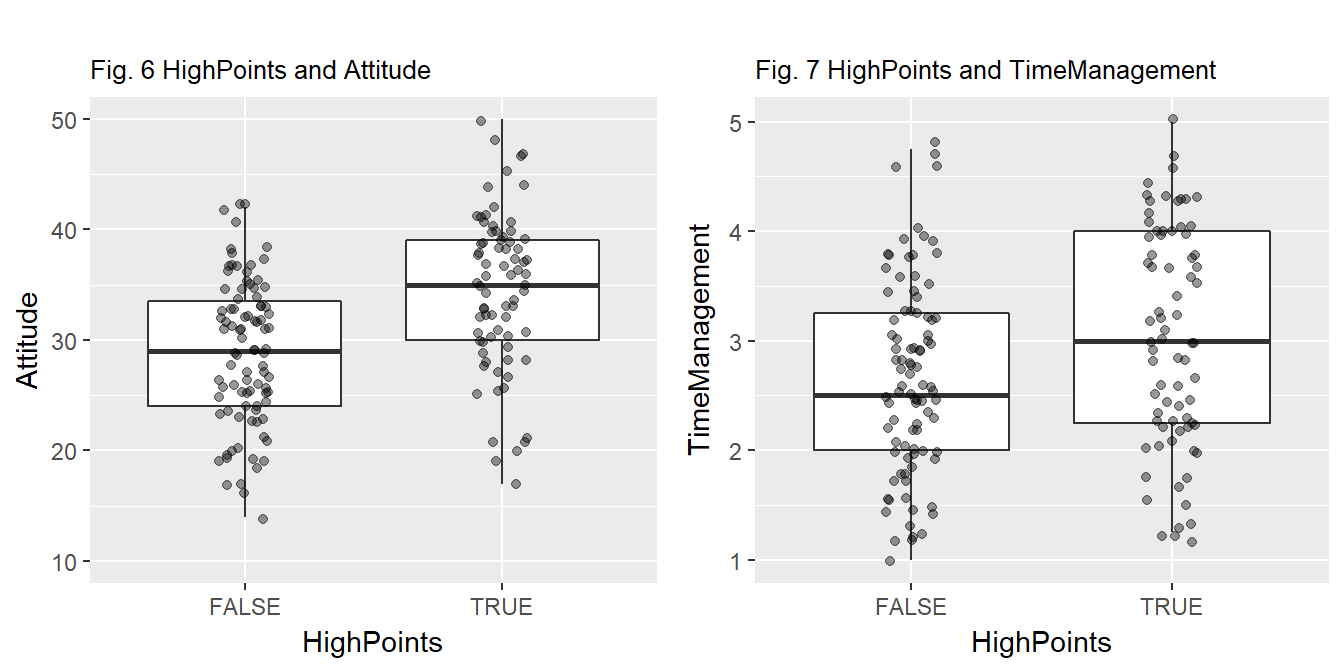 Fig. 6 HighPoints and Attitude
50
40
30
20
10
Attitude
FALSE
TRUE
HighPoints
Fig. 7 HighPoints and TimeManagement
5
4
3
2
1
TimeManagement
FALSE
TRUE
HighPoints